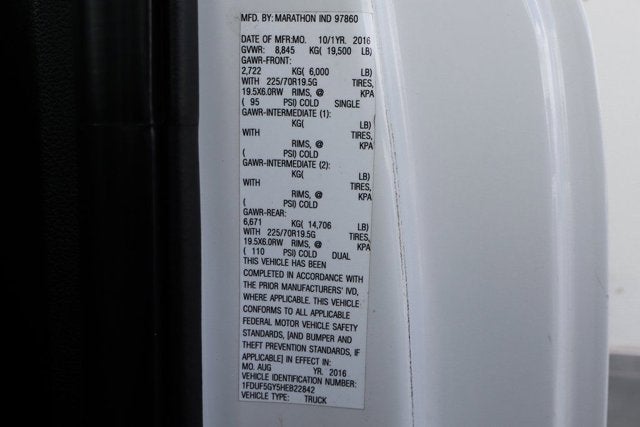 MFD. BY: MARATHON IND 97860
DATE OF MFR:MO. 10/1YR. 2016
GVWR: 8,845 KG (19,500 LB)
GAWR-FRONT:
2,722 KG( 6,000 LB)
WITH 225/70R19.5G TIRES,
19.5X6.0RW RIMS, @ KPA
( 95 PSI) COLD SINGLE
GAWR-INTERMEDIATE (1):
KG( LB)
WITH TIRES,
RIMS, @ KPA
( PSI) COLD
GAWR-INTERMEDIATE (2):
KG( LB)
WITH TIRES,
RIMS, @ KPA
( PSI) COLD
GAWR-REAR:
6,671 KG( 14,706 LB)
WITH 225/70R19.5G TIRES,
19.5X6.0RW RIMS, @ KPA
( 110 PSI) COLD DUAL
THIS VEHICLE HAS BEEN
COMPLETED IN ACCORDANCE WITH
THE PRIOR MANUFACTURERS' IVD,
WHERE APPLICABLE. THIS VEHICLE
CONFORMS TO ALL APPLICABLE
FEDERAL MOTOR VEHICLE SAFETY
STANDARDS, [AND BUMPER AND
THEFT PREVENTION STANDARDS, IF
APPLICABLE] IN EFFECT IN:
MO. AUG YR. 2016
VEHICLE IDENTIFICATION NUMBER:
1FDUF5GY5HEB22842
VEHICLE TYPE: TRUCK